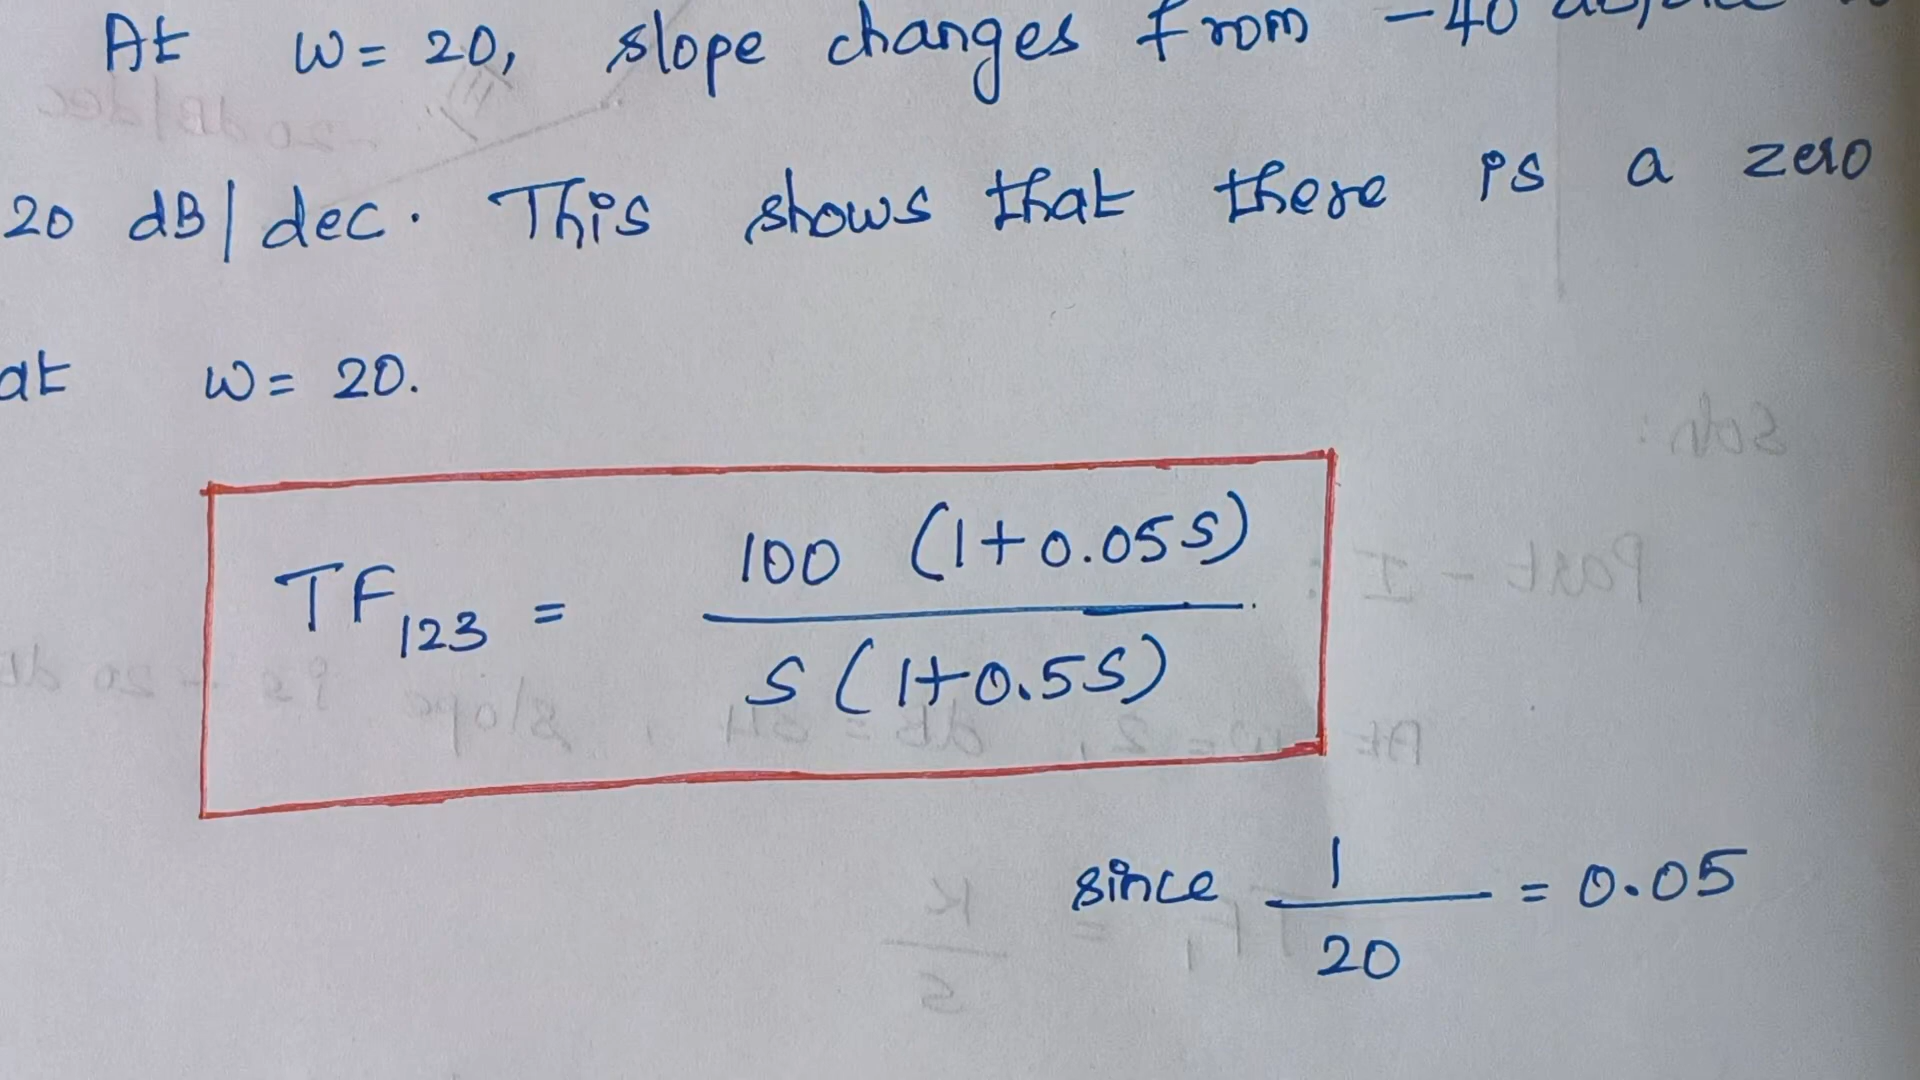 At w = 20, slope changes from -40
20 dB/dec. This shows that there is a zero
at w = 20.
TF123 = 100 (1+0.05S) / S (1+0.5S)
since 1/20 = 0.05